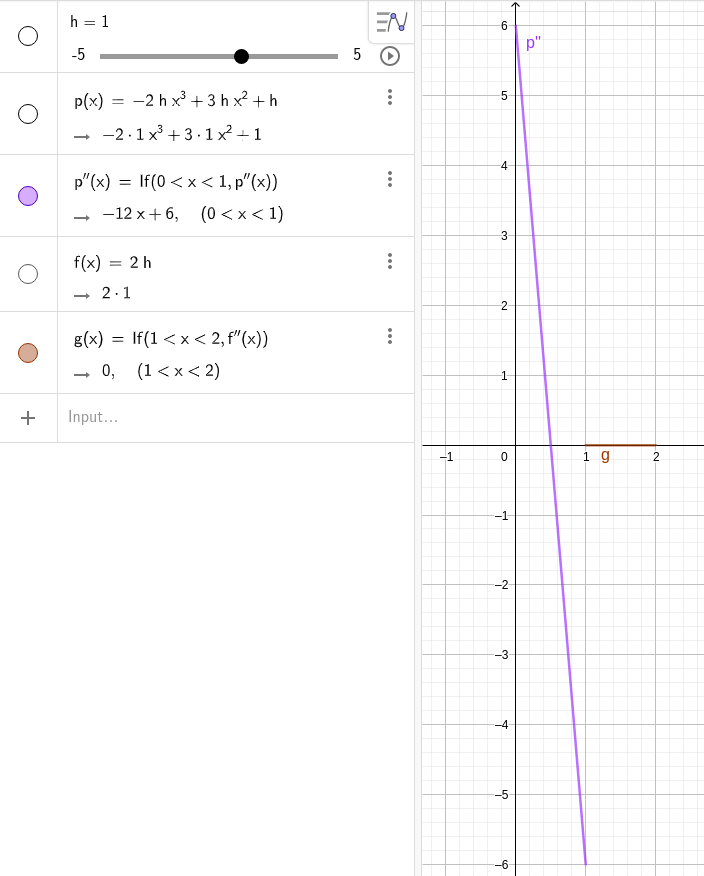 h = 1
-5
5
p(x) = −2 h x³ + 3 h x² + h
→ −2 · 1 x³ + 3 · 1 x² + 1
p′′(x) = If(0 < x < 1, p′′(x))
→ −12 x + 6, (0 < x < 1)
f(x) = 2 h
→ 2 · 1
g(x) = If(1 < x < 2, f′′(x))
→ 0, (1 < x < 2)
+ Input...
6
p"
5
4
3
2
1
−1
0
1
2
g
−1
−2
−3
−4
−5
−6